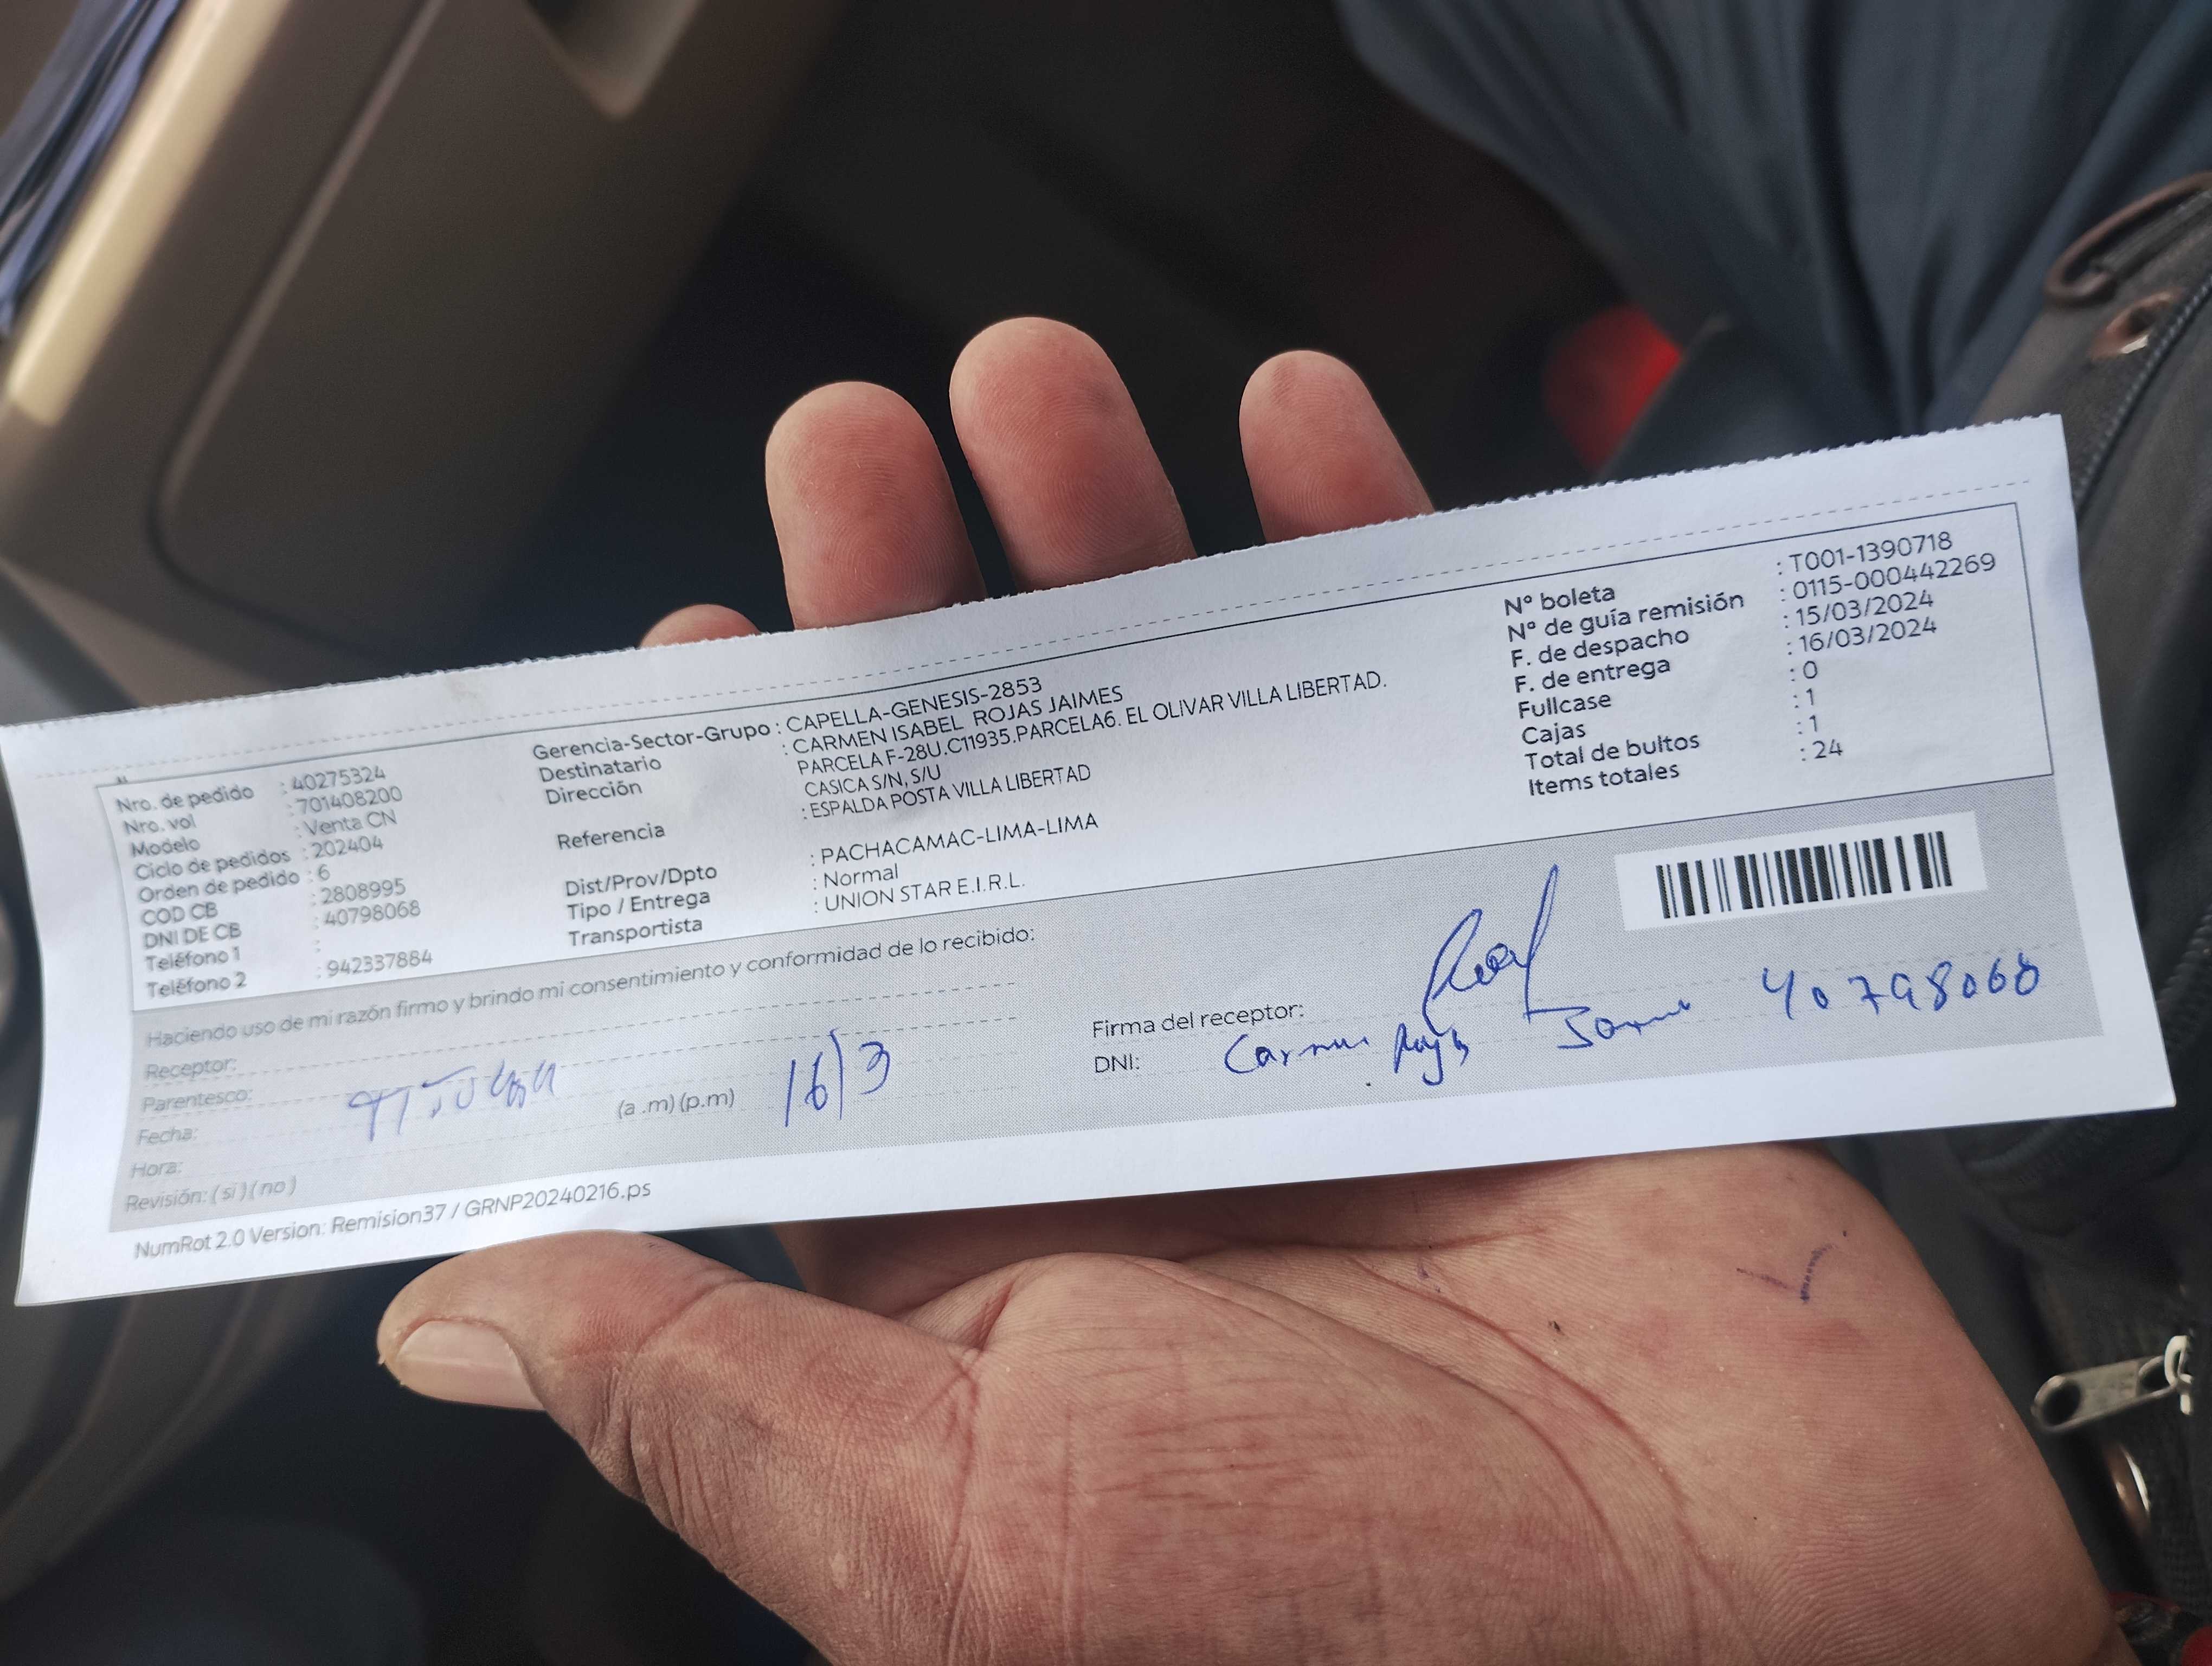 Nro. de pedido : 40275324
Nro. vol : 701408200
Modelo : Venta CN
Ciclo de pedidos : 202404
Orden de pedido : 6
COD CB : 2808995
DNI DE CB : 40798068
Teléfono 1 :
Teléfono 2 : 942337884
Gerencia-Sector-Grupo : CAPELLA-GENESIS-2853
Destinatario : CARMEN ISABEL ROJAS JAIMES
Dirección PARCELA F-28U.C11935.PARCELA6. EL OLIVAR VILLA LIBERTAD.
CASICA S/N, S/U
Referencia : ESPALDA POSTA VILLA LIBERTAD
Dist/Prov/Dpto : PACHACAMAC-LIMA-LIMA
Tipo / Entrega : Normal
Transportista : UNION STAR E.I.R.L.
N° boleta : T001-1390718
N° de guía remisión : 0115-000442269
F. de despacho : 15/03/2024
F. de entrega : 16/03/2024
Fullcase : 0
Cajas : 1
Total de bultos : 1
Items totales : 24
Haciendo uso de mi razón firmo y brindo mi consentimiento y conformidad de lo recibido:
Receptor:
Parentesco:
Fecha:
Hora: (a .m) (p.m) 16/3
Revisión: ( si ) ( no )
Firma del receptor:
DNI: Carmen Rojas 40798068
NumRot 2.0 Version: Remision37 / GRNP20240216.ps